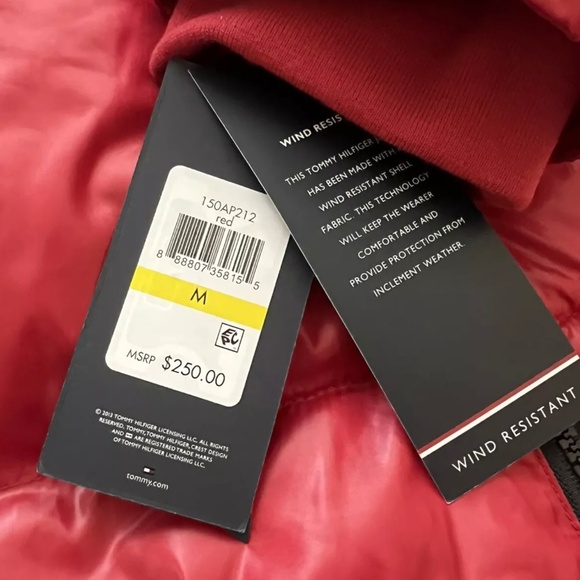 150AP212
red
8 88807 35815 5
M
EPC
MSRP $250.00
© 2013 TOMMY HILFIGER LICENSING LLC. ALL RIGHTS
RESERVED. TOMMY,TOMMY HILFIGER, CREST DESIGN
AND ARE REGISTERED TRADE MARKS
OF TOMMY HILFIGER LICENSING LLC.
tommy.com
WIND RESIS
THIS TOMMY HILFIGER
HAS BEEN MADE WITH
WIND RESISTANT SHELL
FABRIC. THIS TECHNOLOGY
WILL KEEP THE WEARER
COMFORTABLE AND
PROVIDE PROTECTION FROM
INCLEMENT WEATHER.
WIND RESISTANT